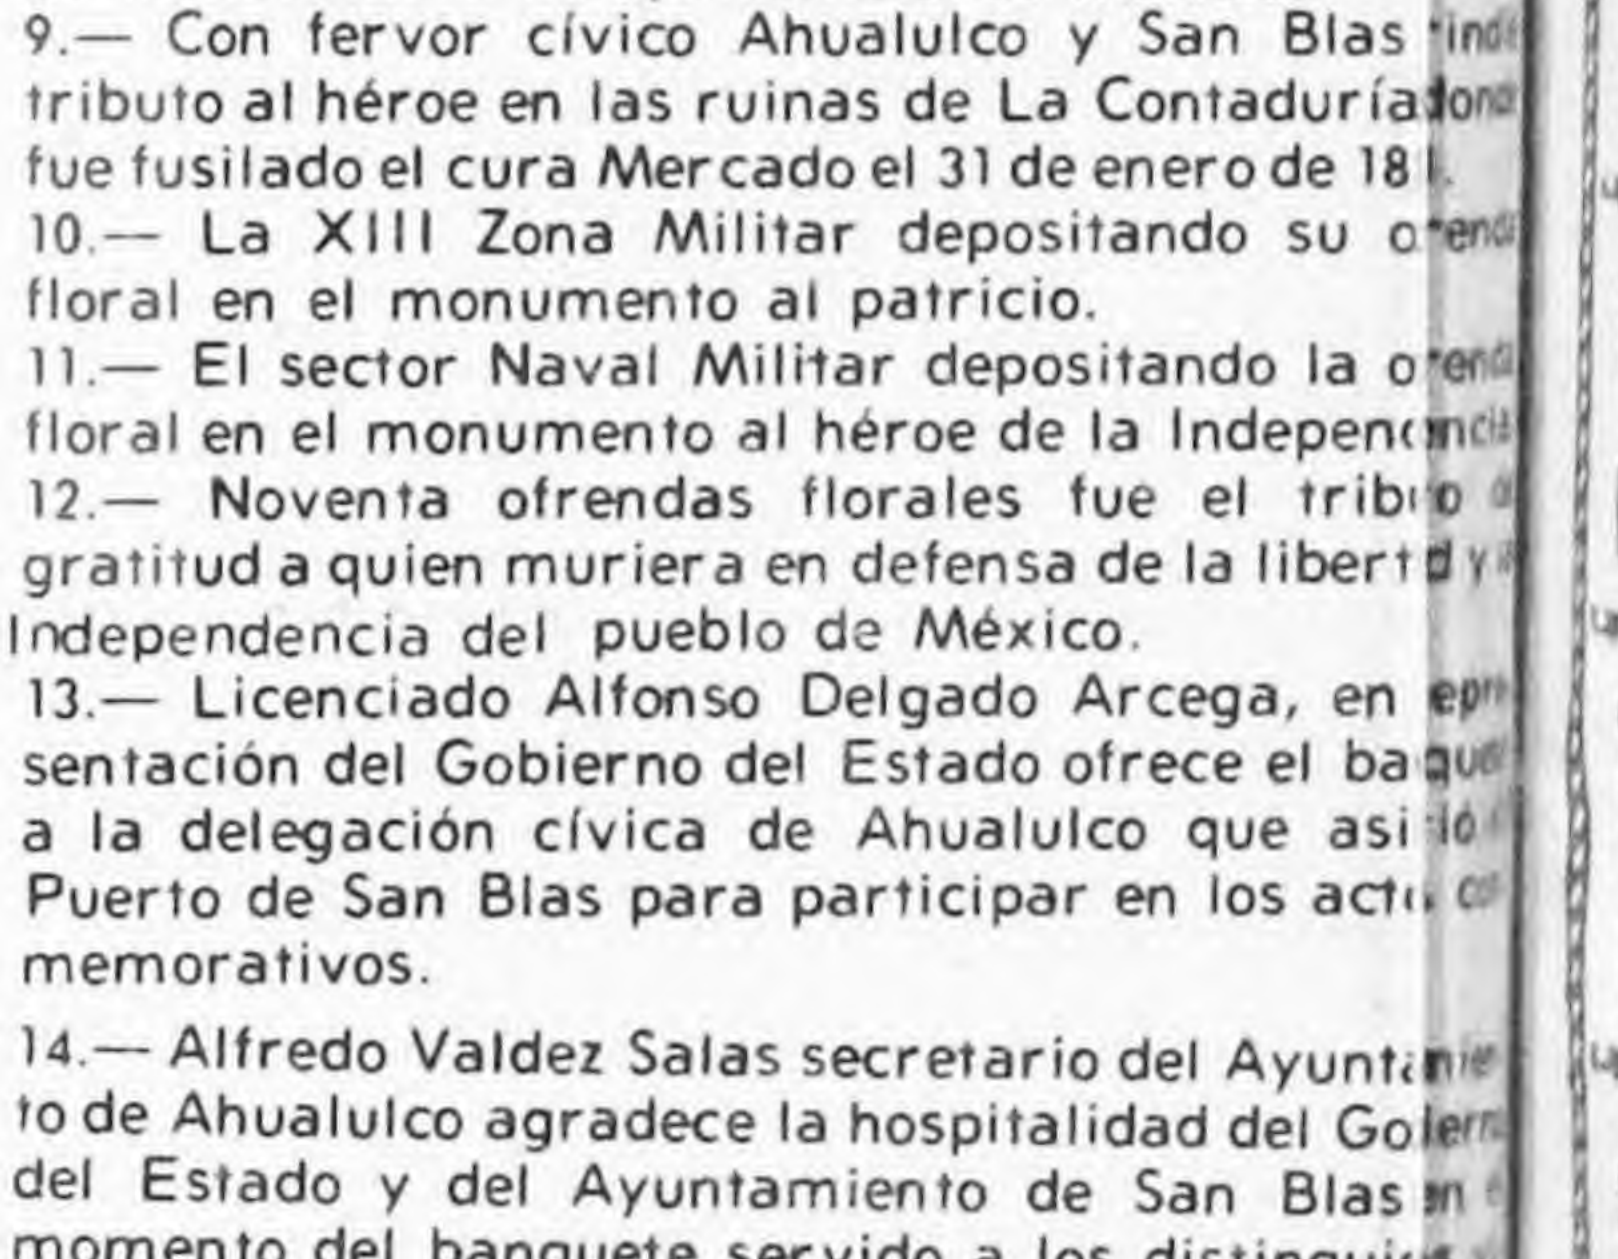 9.— Con fervor cívico Ahualulco y San Blas
tributo al héroe en las ruinas de La Contaduría
fue fusilado el cura Mercado el 31 de enero de
10.— La XIII Zona Militar depositando su
floral en el monumento al patricio.
11.— El sector Naval Militar depositando la
floral en el monumento al héroe de la
12.— Noventa ofrendas florales fue el
gratitud a quien muriera en defensa de la y
Independencia del pueblo de México.
13.— Licenciado Alfonso Delgado Arcega, en
sentación del Gobierno del Estado ofrece el
a la delegación cívica de Ahualulco que
Puerto de San Blas para participar en los
memorativos.
14.— Alfredo Valdez Salas secretario del
to de Ahualulco agradece la hospitalidad del
del Estado y del Ayuntamiento de San Blas en
momento del banquete servido a los